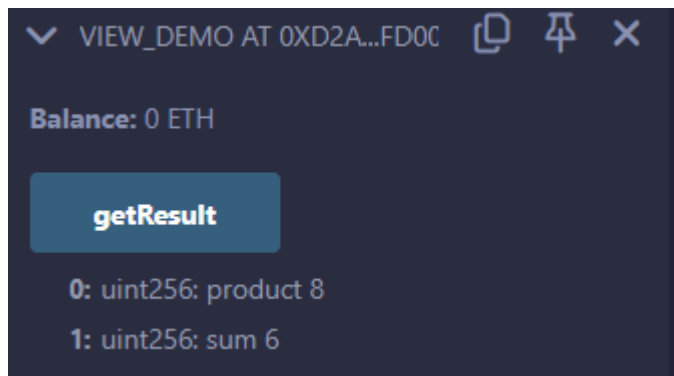 VIEW_DEMO AT 0XD2A...FD00
Balance: 0 ETH
getResult
0: uint256: product 8
1: uint256: sum 6